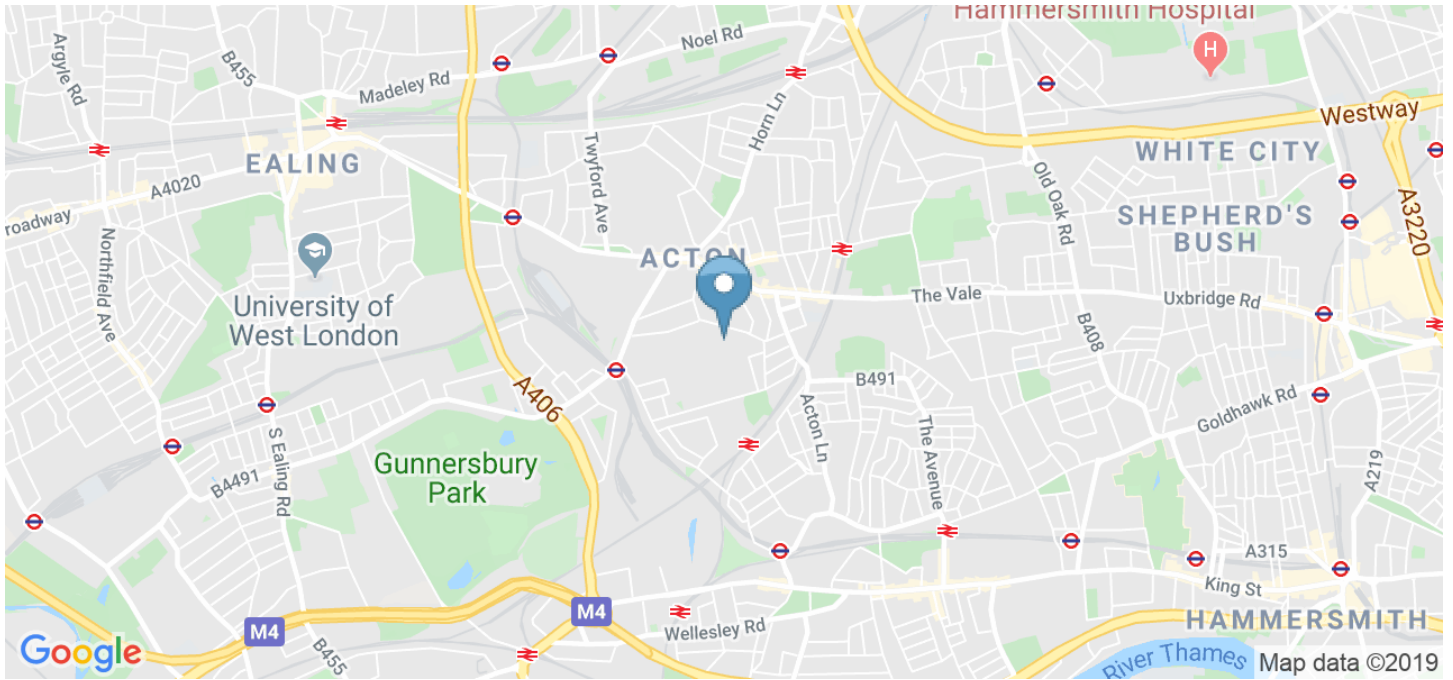 Hammersmith Hospital
H
Argyle Rd
B455
Noel Rd
Madeley Rd
Horn Ln
Westway
EALING
WHITE CITY
A4020
Twyford Ave
Old Oak Rd
roadway
SHEPHERD'S
BUSH
A3220
Northfield Ave
ACTON
University of
West London
The Vale
Uxbridge Rd
B408
B491
A406
Acton Ln
The Avenue
Goldhawk Rd
S Ealing Rd
B4491
Gunnersbury
Park
A219
A315
King St
M4
M4
Wellesley Rd
HAMMERSMITH
B455
River Thames
Google
Map data ©2019